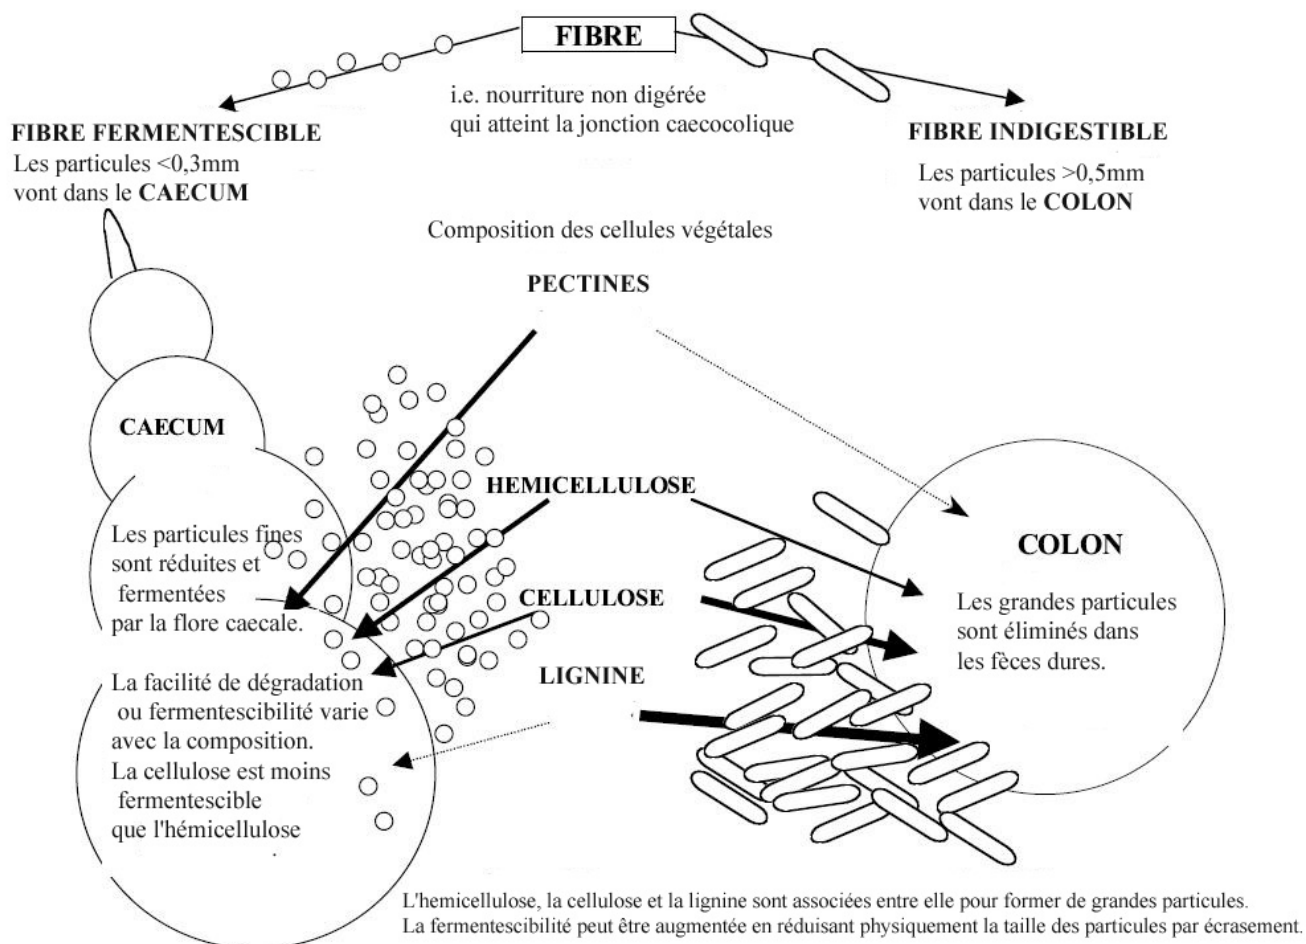 FIBRE
i.e. nourriture non digérée
qui atteint la jonction caecocolique
FIBRE FERMENTESCIBLE
Les particules <0,3mm
vont dans le CAECUM
FIBRE INDIGESTIBLE
Les particules >0,5mm
vont dans le COLON
Composition des cellules végétales
PECTINES
CAECUM
HEMICELLULOSE
Les particules fines
sont réduites et
fermentées
par la flore caecale.
COLON
CELLULOSE
Les grandes particules
sont éliminés dans
les fèces dures.
LIGNINE
La facilité de dégradation
ou fermentescibilité varie
avec la composition.
La cellulose est moins
fermentescible
que l'hémicellulose
.
L'hemicellulose, la cellulose et la lignine sont associées entre elle pour former de grandes particules.
La fermentescibilité peut être augmentée en réduisant physiquement la taille des particules par écrasement.